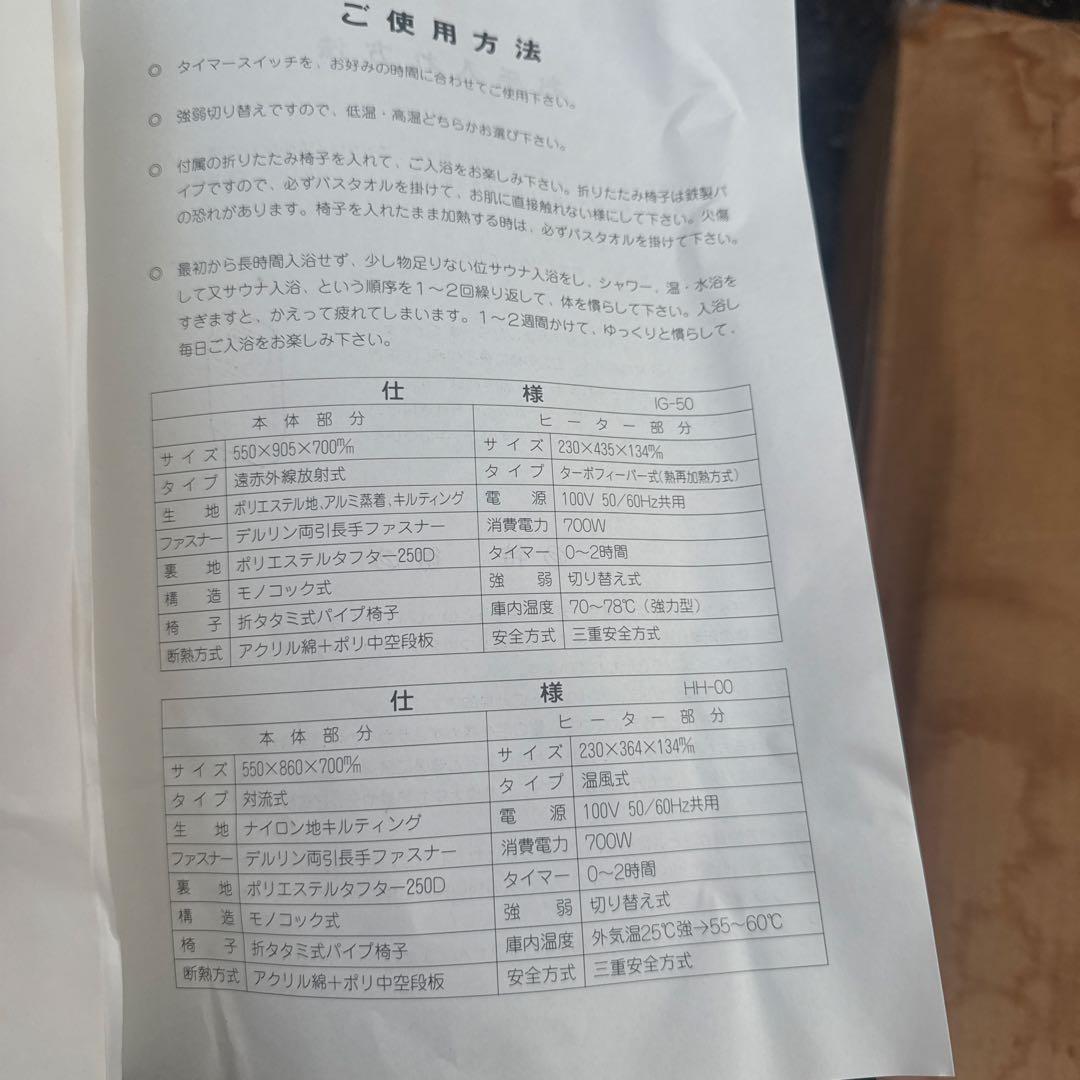 ご使用方法
◎ タイマースイッチを、お好みの時間に合わせてご使用下さい。
◎ 強弱切り替えですので、低温・高温どちらかお選び下さい。
◎ 付属の折りたたみ椅子を入れて、ご入浴をお楽しみ下さい。折りたたみ椅子は鉄製パ
イプですので、必ずバスタオルを掛けて、お肌に直接触れない様にして下さい。火傷
の恐れがあります。椅子を入れたまま加熱する時は、必ずバスタオルを掛けて下さい。
◎ 最初から長時間入浴せず、少し物足りない位サウナ入浴をし、シャワー、温・水浴を
して又サウナ入浴、という順序を1～2回繰り返して、体を慣らして下さい。入浴し
すぎますと、かえって疲れてしまいます。1～2週間かけて、ゆっくりと慣らして、
毎日ご入浴をお楽しみ下さい。
仕様 IG-50
本体部分 ヒーター部分
サイズ 550×905×700㎜ サイズ 230×435×134㎜
タイプ 遠赤外線放射式 タイプ ターボフィーバー式(熱再加熱方式)
生地 ポリエステル地、アルミ蒸着、キルティング 電源 100V 50/60Hz共用
ファスナー デルリン両引長手ファスナー 消費電力 700W
裏地 ポリエステルタフター250D タイマー 0～2時間
構造 モノコック式 強弱 切り替え式
椅子 折タタミ式パイプ椅子 庫内温度 70～78℃（強力型）
断熱方式 アクリル綿＋ポリ中空段板 安全方式 三重安全方式
仕様 HH-00
本体部分 ヒーター部分
サイズ 550×860×700㎜ サイズ 230×364×134㎜
タイプ 対流式 タイプ 温風式
生地 ナイロン地キルティング 電源 100V 50/60Hz共用
ファスナー デルリン両引長手ファスナー 消費電力 700W
裏地 ポリエステルタフター250D タイマー 0～2時間
構造 モノコック式 強弱 切り替え式
椅子 折タタミ式パイプ椅子 庫内温度 外気温25℃強→55～60℃
断熱方式 アクリル綿＋ポリ中空段板 安全方式 三重安全方式